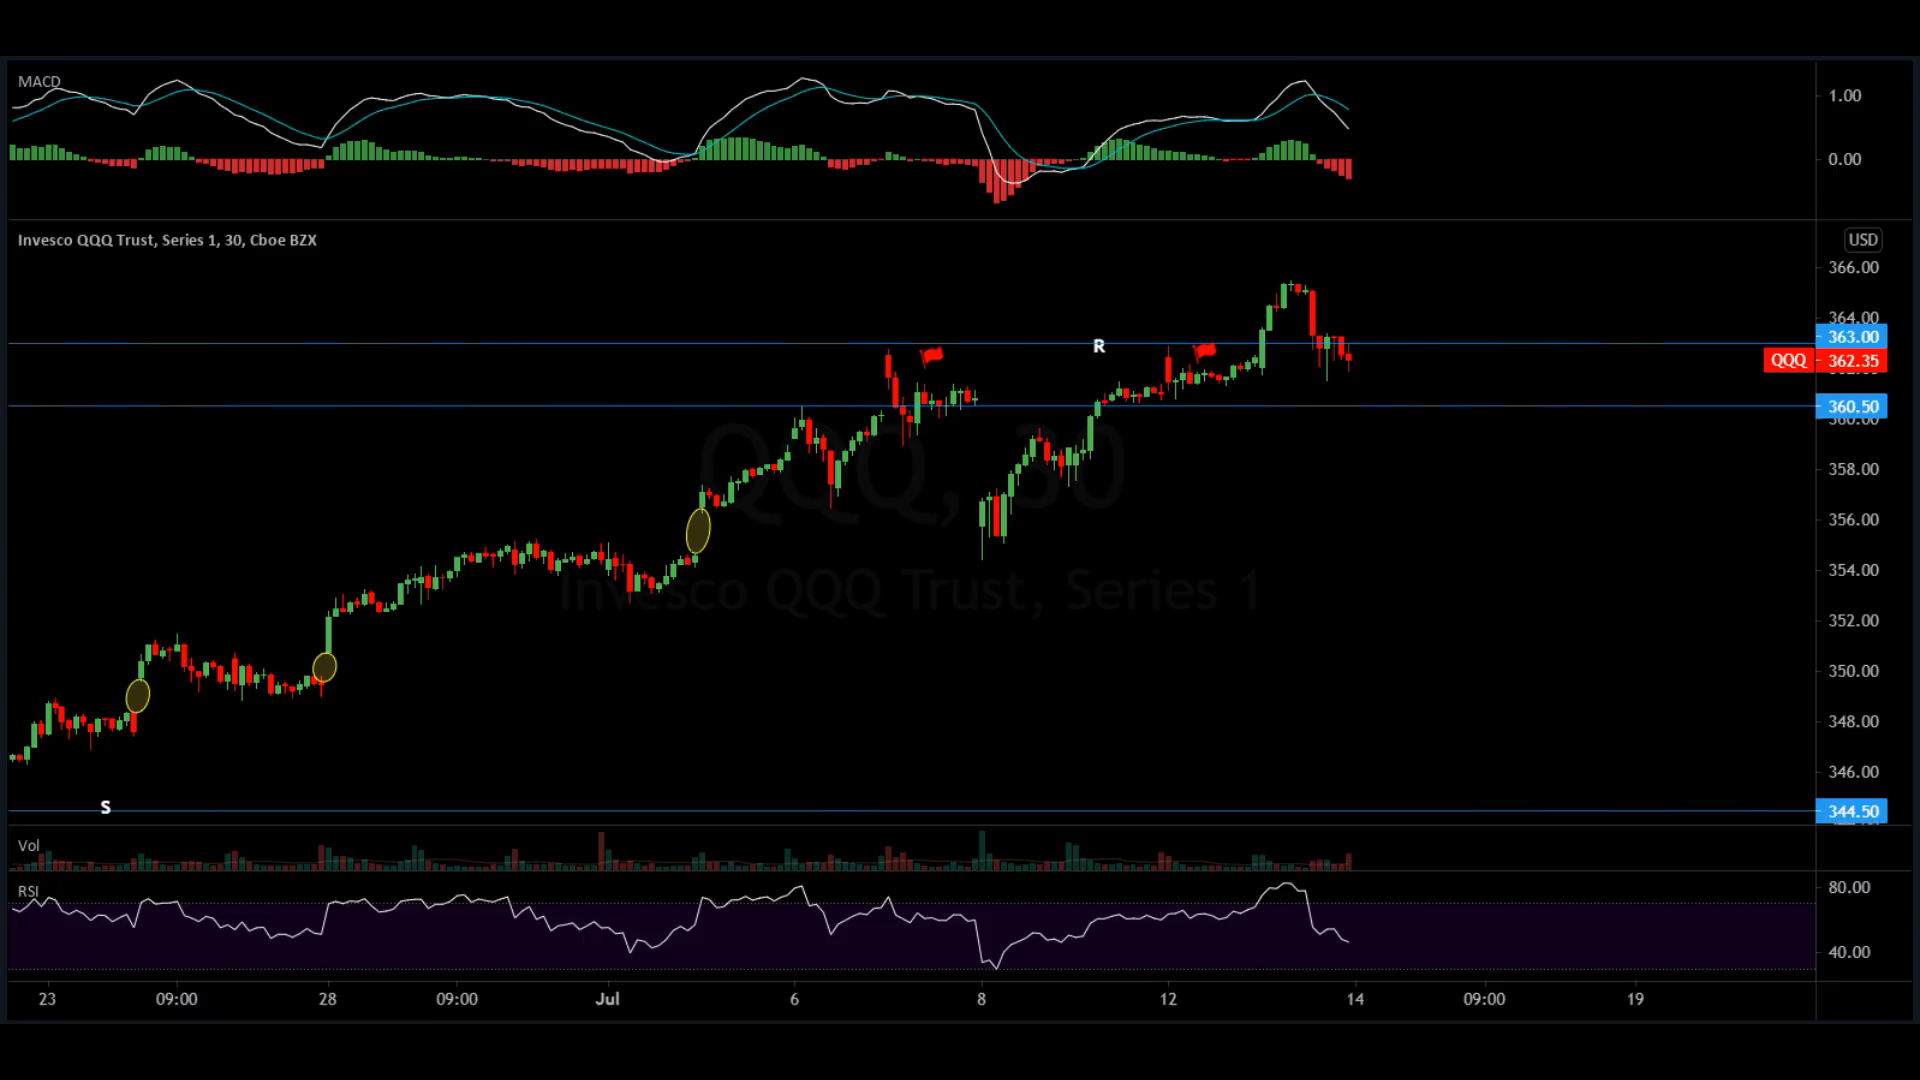 MACD
1.00
0.00
Invesco QQQ Trust, Series 1, 30, Cboe BZX
USD
366.00
364.00
R
363.00
QQQ 362.35
360.50
360.00
QQQ, 30
358.00
356.00
354.00
Invesco QQQ Trust, Series 1
352.00
350.00
348.00
346.00
S
344.50
Vol
RSI
80.00
40.00
23 09:00 28 09:00 Jul 6 8 12 14 09:00 19